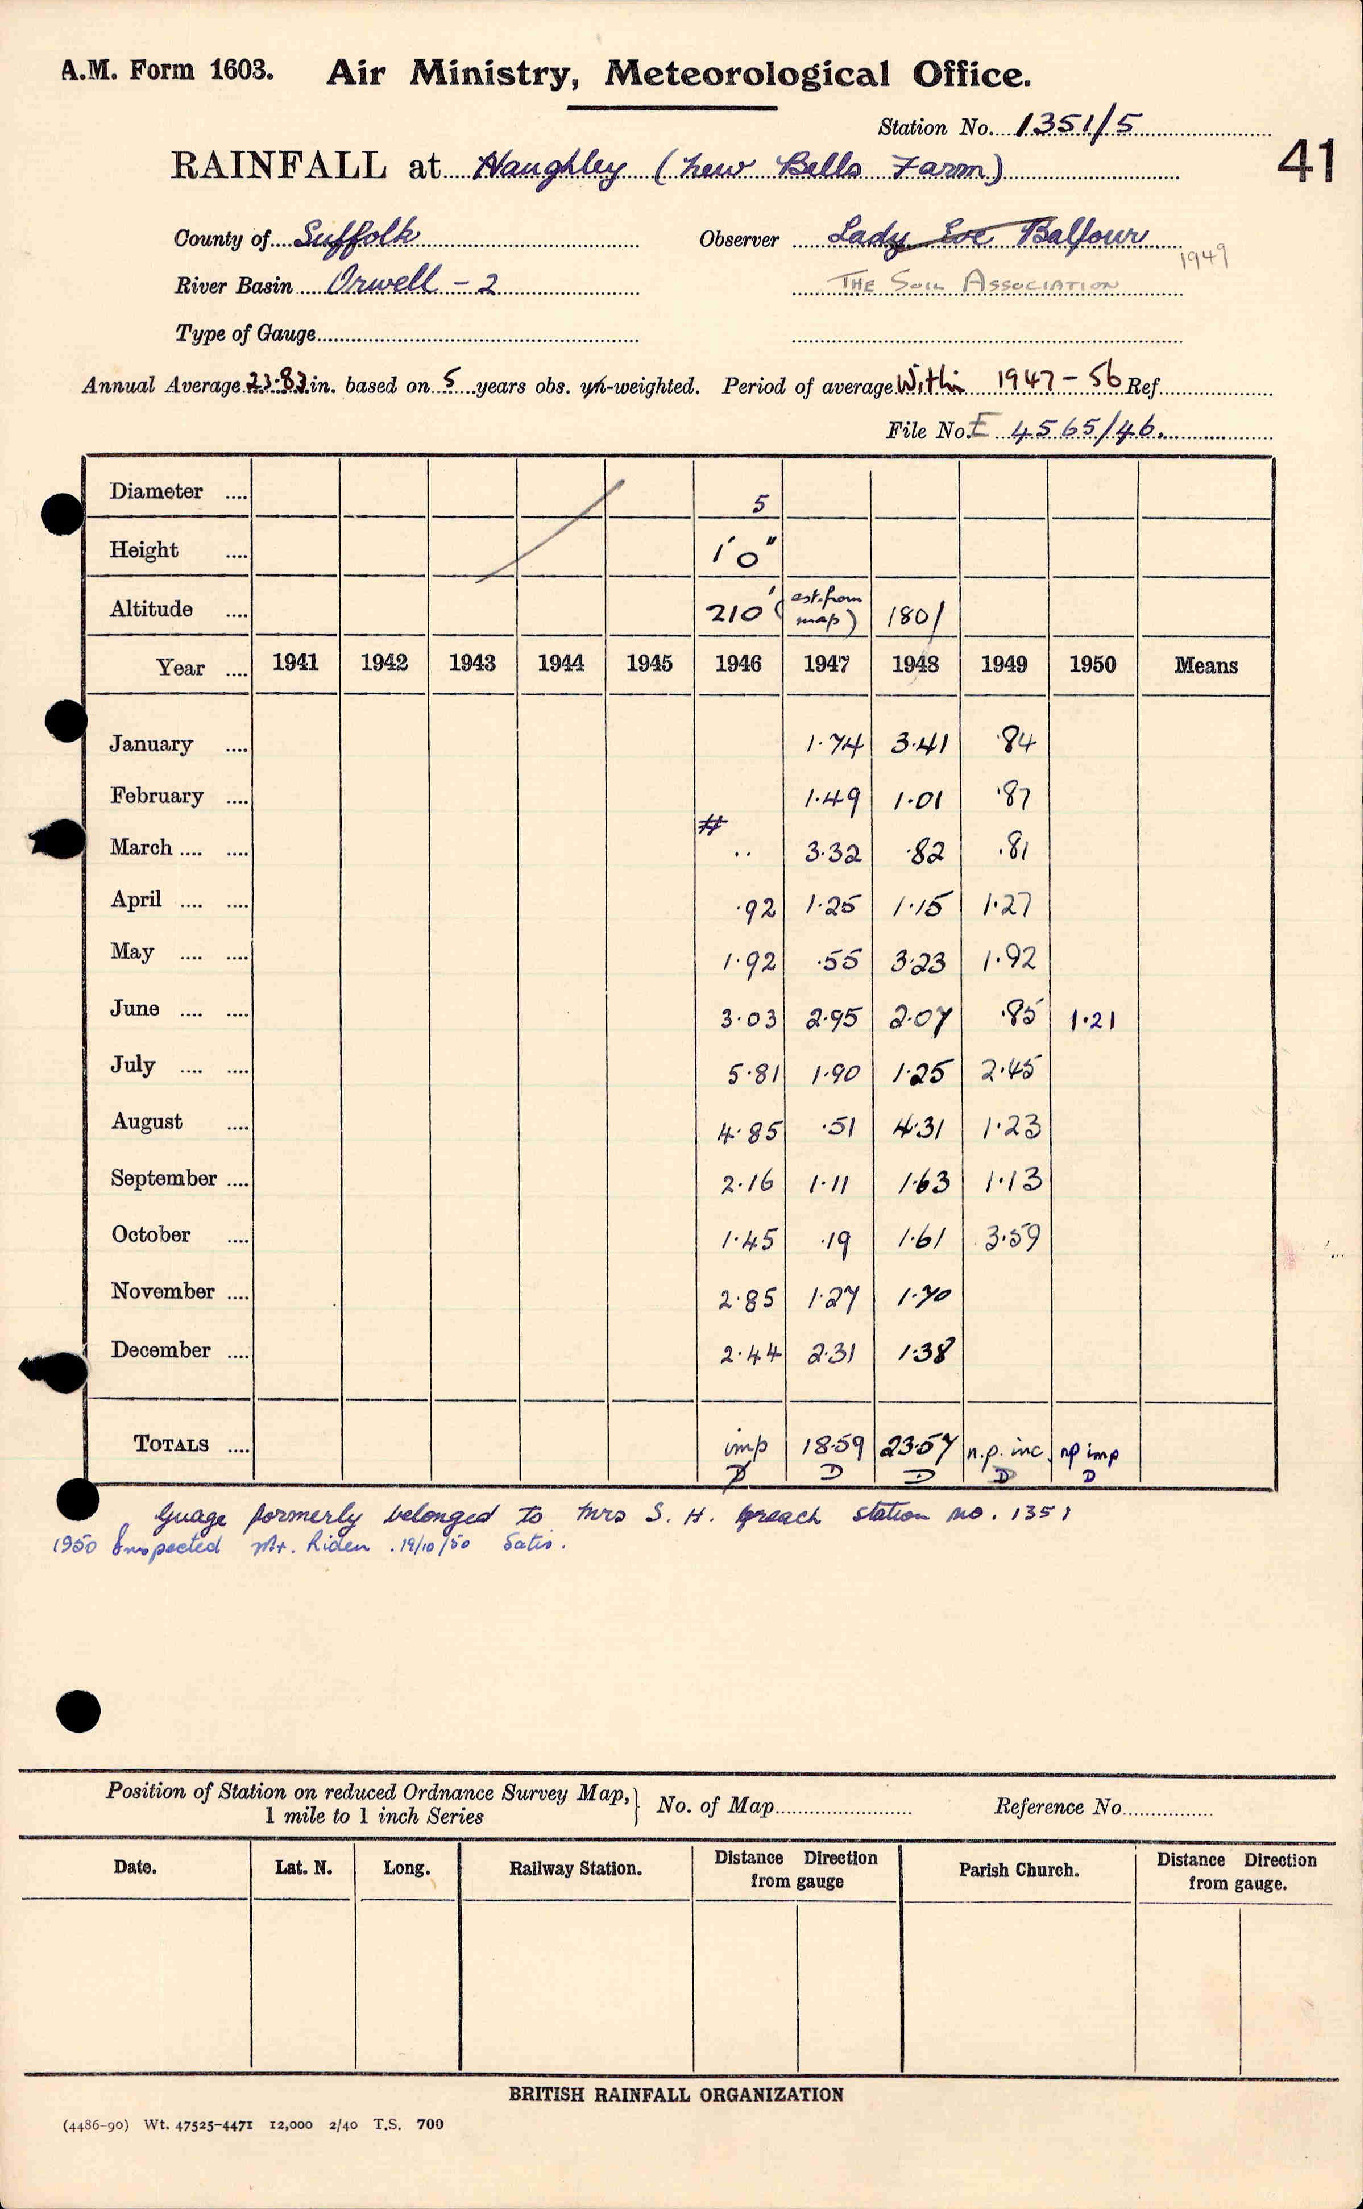 A.M. Form 1603. Air Ministry, Meteorological Office.
Station No. 1351/5
41
RAINFALL at Haughley (New Bells Farm)
County of Suffolk Observer Lady Eve Balfour
1949
River Basin Orwell - 2 THE SOIL ASSOCIATION
Type of Gauge
Annual Average 23.83 in. based on 5 years obs. un-weighted. Period of average Within 1947 - 56 Ref.
File No. E 4565/46.
Diameter .... 5
Height .... 1' 0"
Altitude .... 210' (est. from map) 180'
Year .... 1941 1942 1943 1944 1945 1946 1947 1948 1949 1950 Means
January .... 1.74 3.41 .84
February .... 1.49 1.01 .87
#
March .... .... .. 3.32 .82 .81
April .... .... .92 1.25 1.15 1.27
May .... .... 1.92 .55 3.23 1.92
June .... .... 3.03 2.95 2.07 .85 1.21
July .... .... 5.81 1.90 1.25 2.45
August .... 4.85 .51 4.31 1.23
September .... 2.16 1.11 1.63 1.13
October .... 1.45 .19 1.61 3.59
November .... 2.85 1.27 1.70
December .... 2.44 2.31 1.38
TOTALS .... imp 18.59 23.57 n.p. inc. np imp
D D D D D
Guage formerly belonged to Mrs S. H. station no. 1351
1950 Inspected Mr. Riden. 19/10/50 Satis.
Position of Station on reduced Ordnance Survey Map, } No. of Map Reference No.
1 mile to 1 inch Series
Date. Lat. N. Long. Railway Station. Distance Direction from gauge Parish Church. Distance Direction from gauge.
BRITISH RAINFALL ORGANIZATION
(4486-90) Wt. 47525-4471 12,000 2/40 T.S. 700